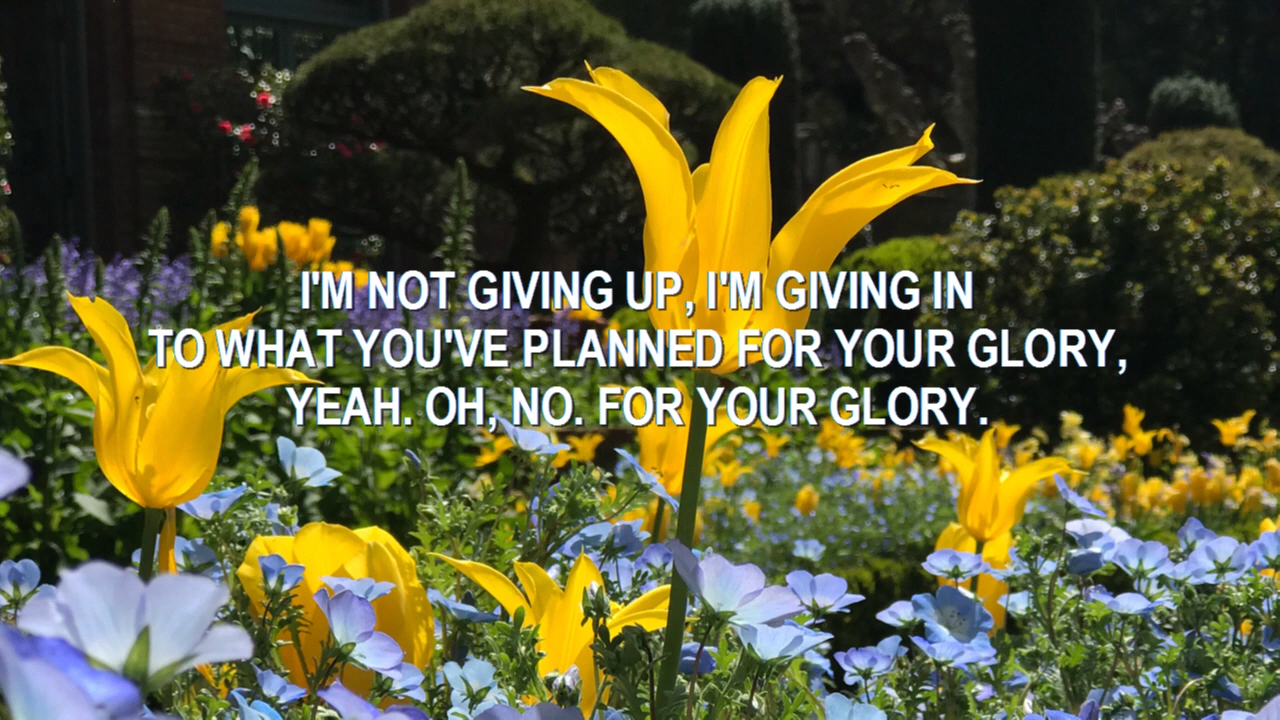 I'M NOT GIVING UP, I'M GIVING IN
TO WHAT YOU'VE PLANNED FOR YOUR GLORY,
YEAH. OH, NO. FOR YOUR GLORY.